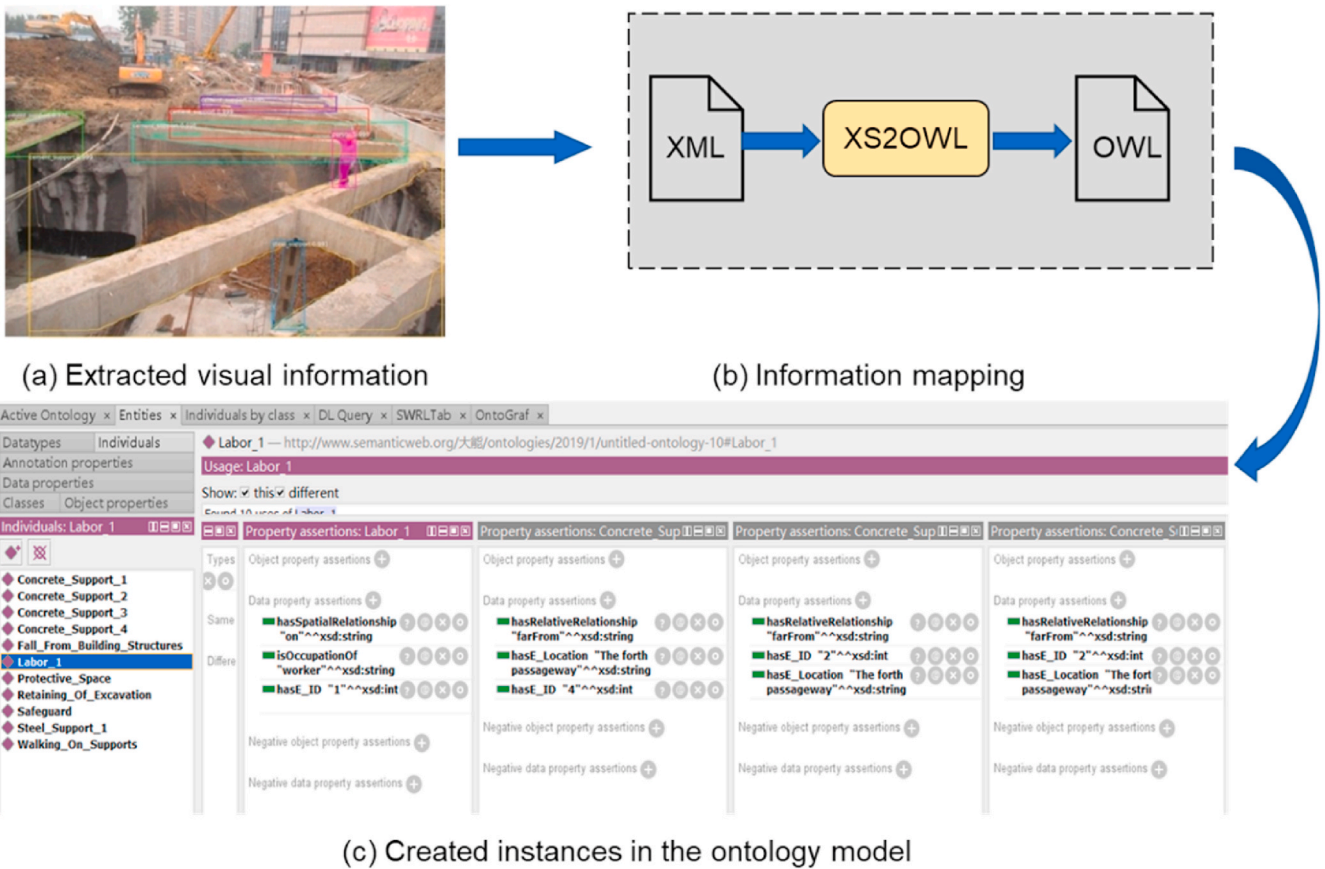 XML
XS2OWL
OWL
(a) Extracted visual information
(b) Information mapping
Active Ontology × Entities × Individuals by class × DL Query × SWRLTab × OntoGraf ×
Datatypes Individuals
Annotation properties
Data properties
Classes Object properties
Labor_1 — http://www.semanticweb.org/大能/ontologies/2019/1/untitled-ontology-10#Labor_1
Usage: Labor_1
Show: this different
Found 10 uses of Labor_1
Individuals: Labor_1
Concrete_Support_1
Concrete_Support_2
Concrete_Support_3
Concrete_Support_4
Fall_From_Building_Structures
Labor_1
Protective_Space
Retaining_Of_Excavation
Safeguard
Steel_Support_1
Walking_On_Supports
Types
Same
Differe
Property assertions: Labor_1
Object property assertions
Data property assertions
hasSpatialRelationship
"on"^^xsd:string
isOccupationOf
"worker"^^xsd:string
hasE_ID "1"^^xsd:int
Negative object property assertions
Negative data property assertions
Property assertions: Concrete_Sup
Object property assertions
Data property assertions
hasRelativeRelationship
"farFrom"^^xsd:string
hasE_Location "The forth
passageway"^^xsd:string
hasE_ID "4"^^xsd:int
Negative object property assertions
Negative data property assertions
Property assertions: Concrete_Sup
Object property assertions
Data property assertions
hasRelativeRelationship
"farFrom"^^xsd:string
hasE_ID "2"^^xsd:int
hasE_Location "The forth
passageway"^^xsd:string
Negative object property assertions
Negative data property assertions
Property assertions: Concrete_S
Object property assertions
Data property assertions
hasRelativeRelationship
"farFrom"^^xsd:string
hasE_ID "2"^^xsd:int
hasE_Location "The fort
passageway"^^xsd:stri
Negative object property assertions
Negative data property assertions
(c) Created instances in the ontology model